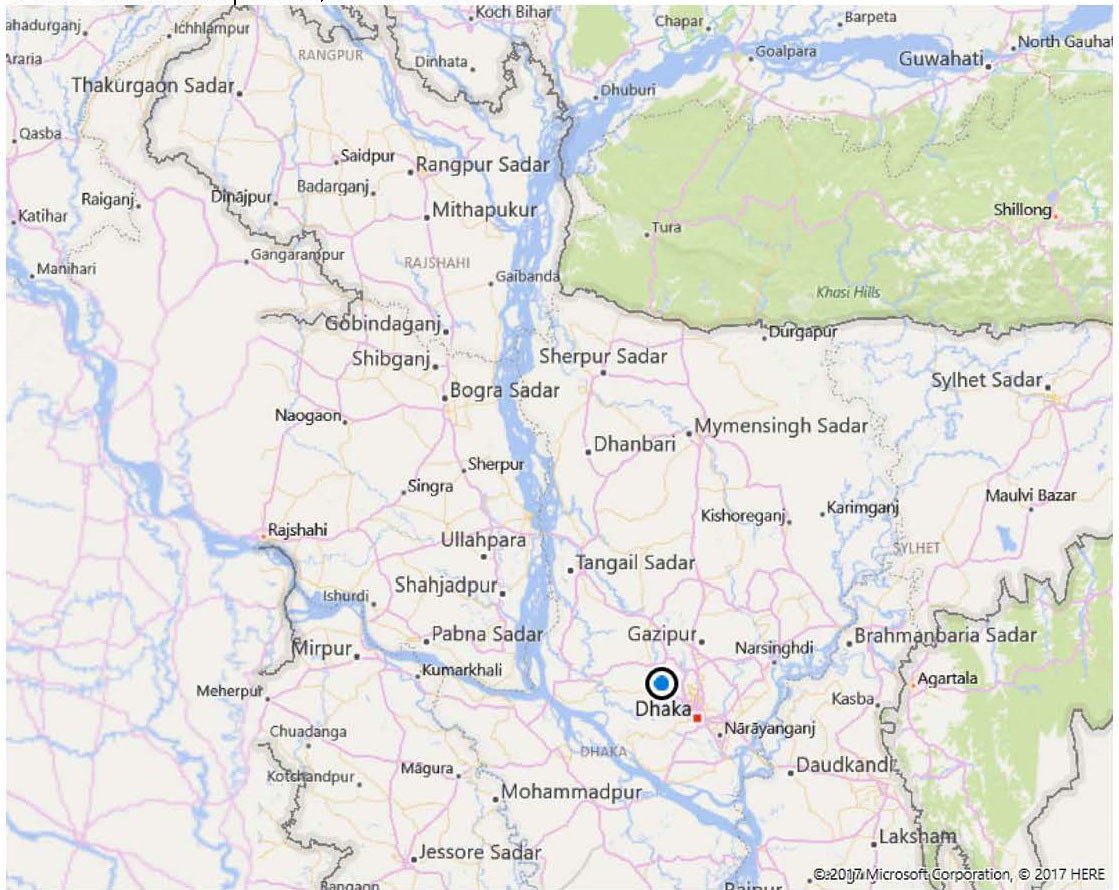 Koch Bihar
Chapar
Barpeta
ahadurganj
Ichhlampur
North Gauhat
RANGPUR
Goalpara
Araria
Dinhata
Guwahati
Thakurgaon Sadar
Dhuburi
Qasba
Saidpur
Rangpur Sadar
Badarganj
Raiganj
Dinajpur
Mithapukur
Katihar
Shillong
Tura
Gangarampur
RAJSHAHI
Manihari
Gaibanda
Khasi Hills
Gobindaganj
Durgapur
Shibganj
Sherpur Sadar
Sylhet Sadar
Bogra Sadar
Naogaon
Mymensingh Sadar
Dhanbari
Sherpur
Singra
Maulvi Bazar
Karimganj
Kishoreganj
Rajshahi
Ullahpara
SYLHET
Tangail Sadar
Shahjadpur
Ishurdi
Pabna Sadar
Gazipur
Brahmanbaria Sadar
Mirpur
Narsinghdi
Kumarkhali
Agartala
Meherpur
Kasba
Dhaka
Nārāyanganj
Chuadanga
DHAKA
Daudkandi
Kotchandpur
Māgura
Mohammadpur
Laksham
Jessore Sadar
©2017 Microsoft Corporation, © 2017 HERE
Bangaon
Raipur